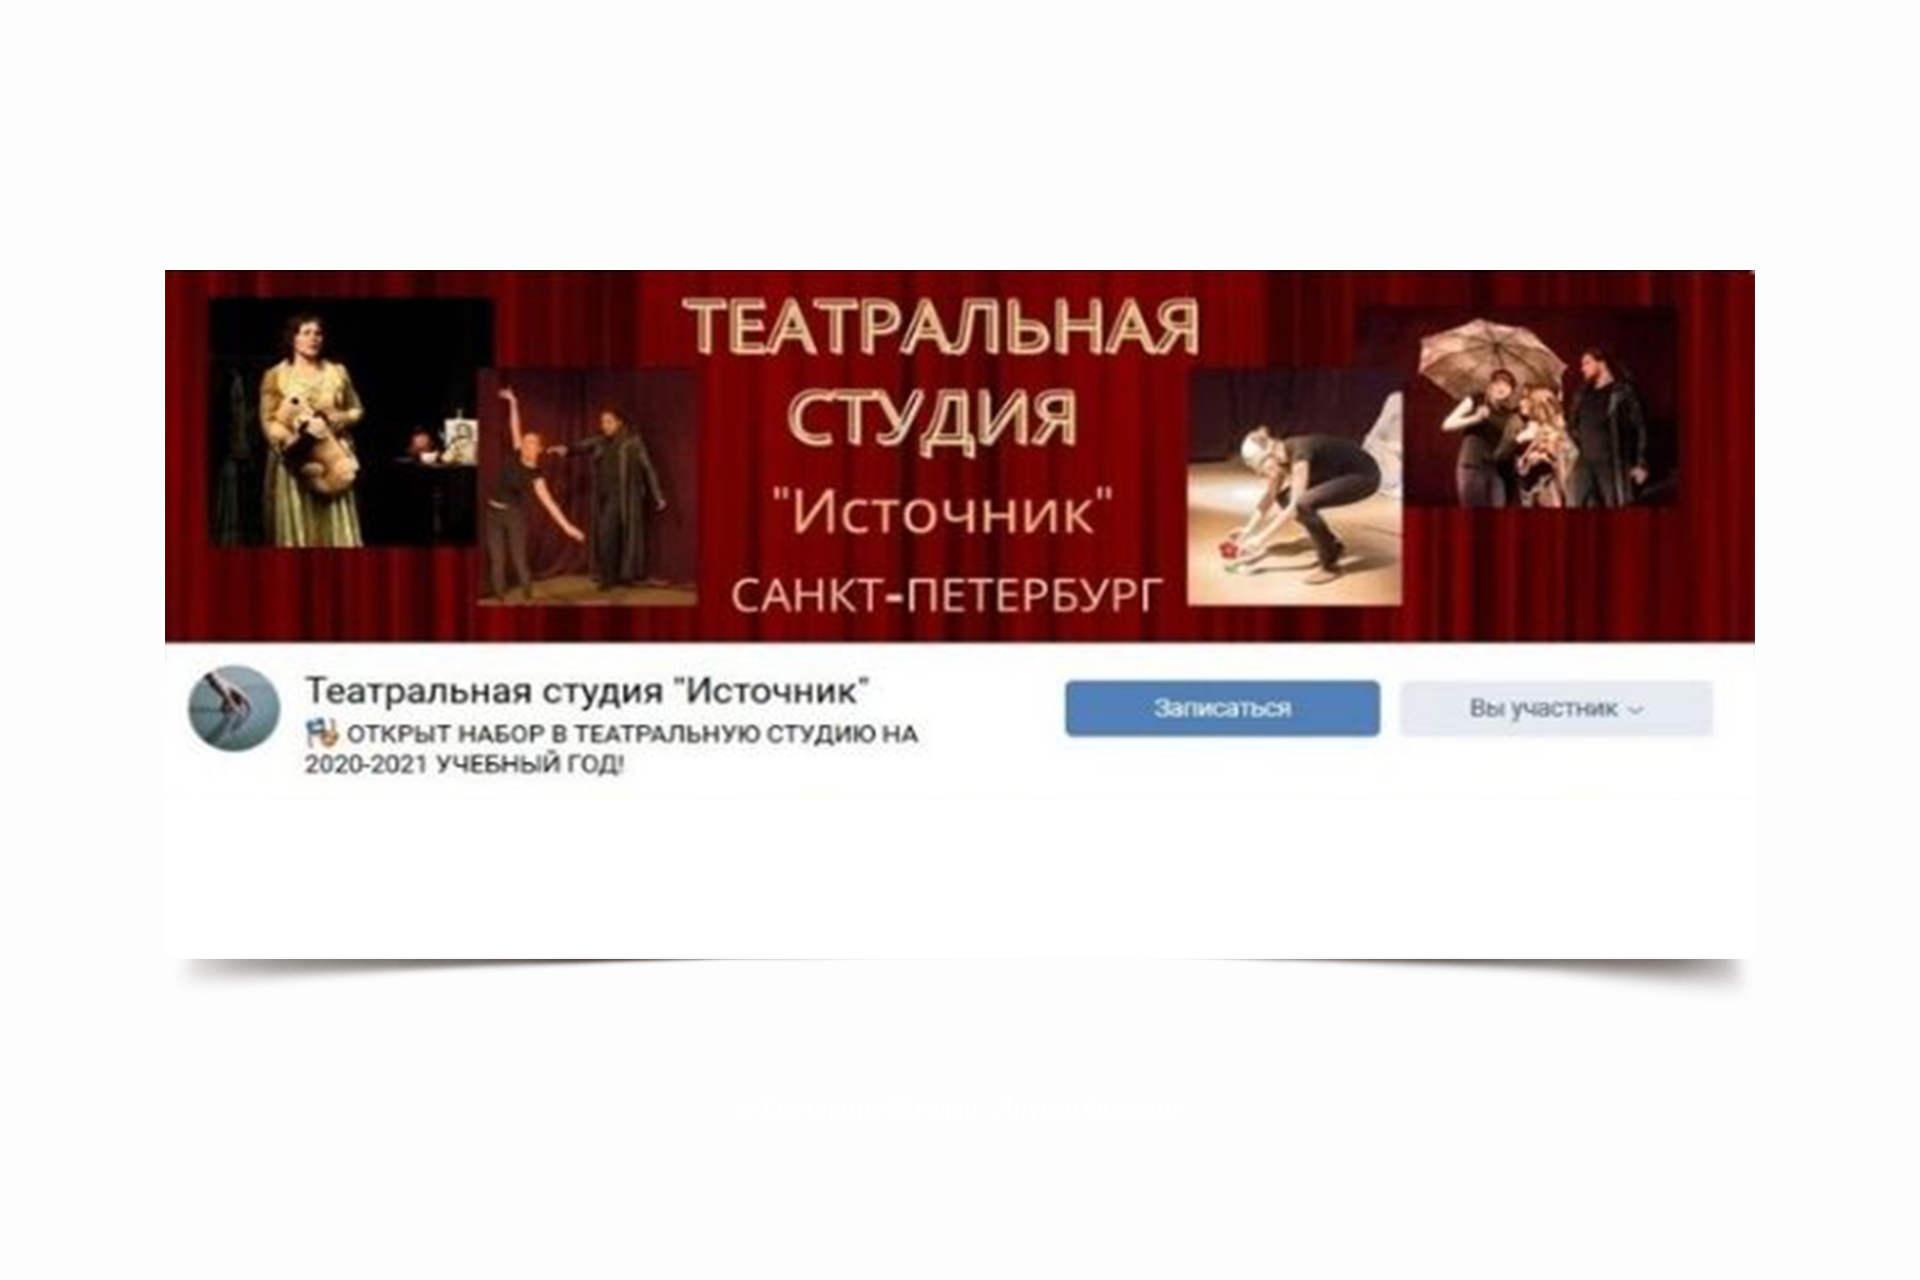 ТЕАТРАЛЬНАЯ
СТУДИЯ
"Источник"
САНКТ-ПЕТЕРБУРГ
Театральная студия "Источник"
ОТКРЫТ НАБОР В ТЕАТРАЛЬНУЮ СТУДИЮ НА
2020-2021 УЧЕБНЫЙ ГОД!
Записаться
Вы участник